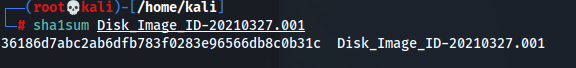 (root💀kali)-[/home/kali]
# sha1sum Disk_Image_ID-20210327.001
36186d7abc2ab6dfb783f0283e96566db8c0b31c  Disk_Image_ID-20210327.001